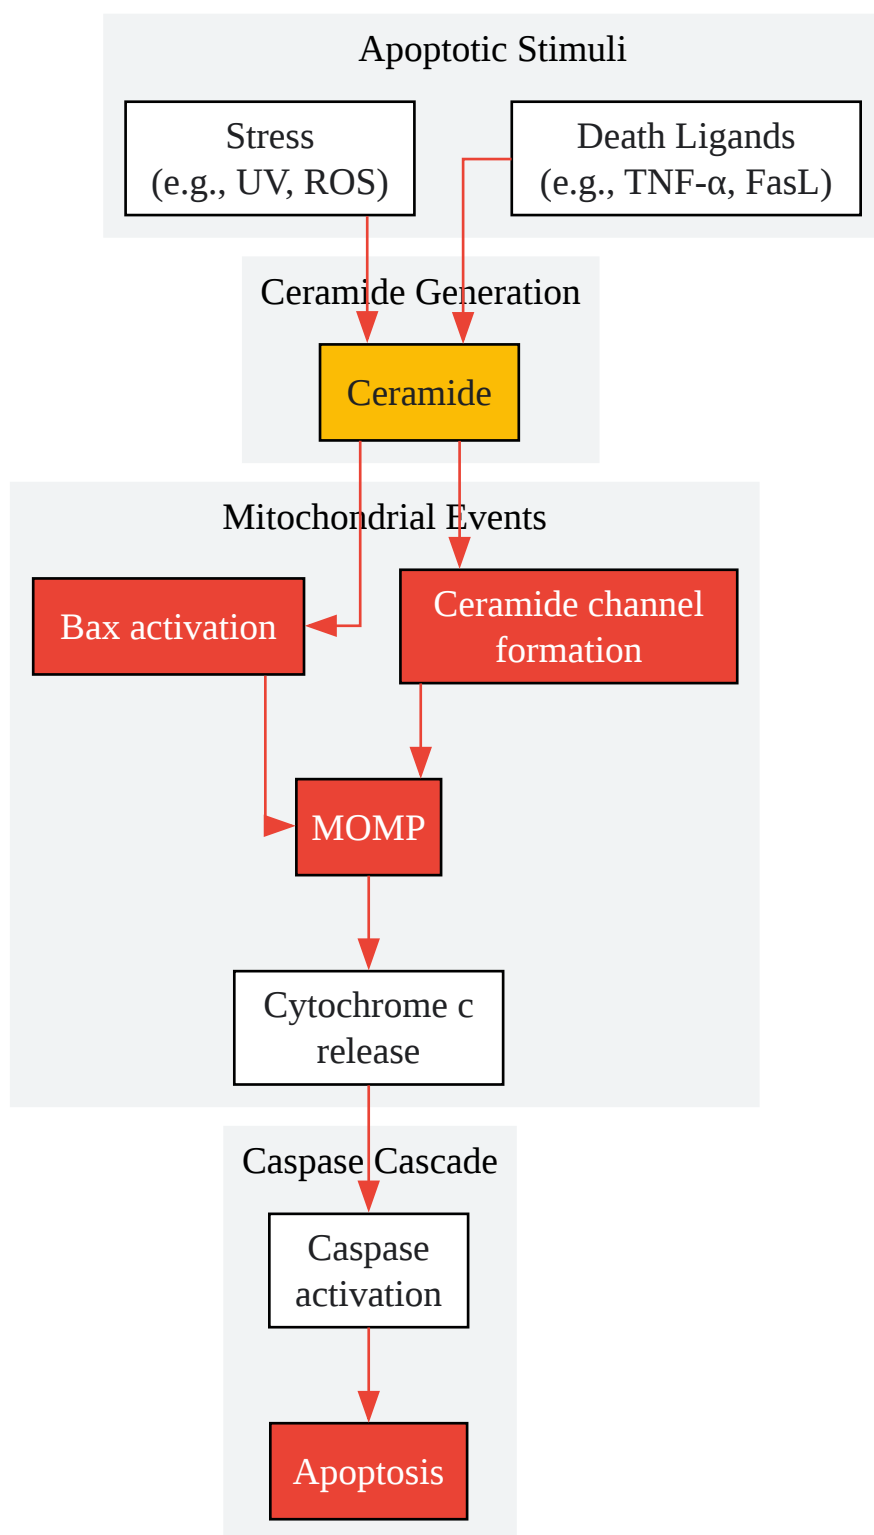 Apoptotic Stimuli
Stress
(e.g., UV, ROS)
Death Ligands
(e.g., TNF-α, FasL)
Ceramide Generation
Ceramide
Mitochondrial Events
Bax activation
Ceramide channel
formation
MOMP
Cytochrome c
release
Caspase Cascade
Caspase
activation
Apoptosis